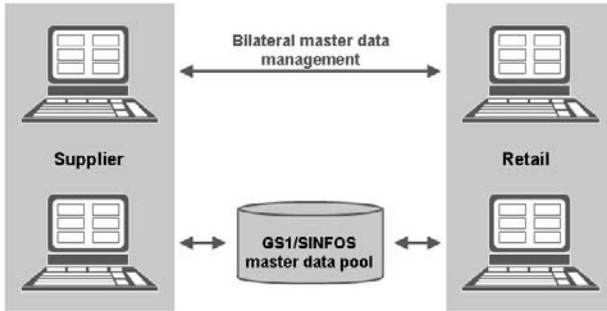 Bilateral master data
management
Supplier
Retail
GS1/SINFOS
master data pool